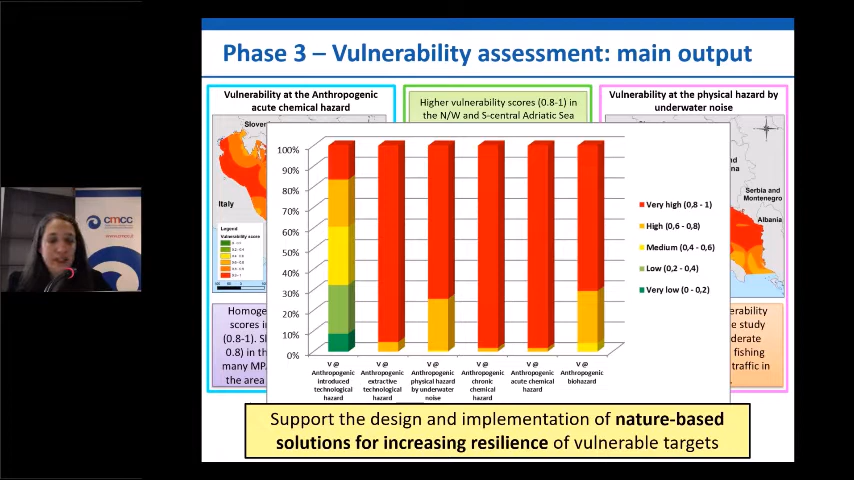 Phase 3 – Vulnerability assessment: main output
Vulnerability at the Anthropogenic
acute chemical hazard
Higher vulnerability scores (0.8-1) in
the N/W and S-central Adriatic Sea
Vulnerability at the physical hazard by
underwater noise
Italy
Legend
Vulnerability score
Serbia and
Montenegro
Albania
100%
90%
80%
70%
60%
50%
40%
30%
20%
10%
0%
V @
Anthropogenic
introduced
technological
hazard
V @
Anthropogenic
extractive
technological
hazard
V @
Anthropogenic
physical hazard
by underwater
noise
V @
Anthropogenic
chronic
chemical
hazard
V @
Anthropogenic
acute chemical
hazard
V @
Anthropogenic
biohazard
Very high (0,8 - 1)
High (0,6 - 0,8)
Medium (0,4 - 0,6)
Low (0,2 - 0,4)
Very low (0 - 0,2)
scores in
(0.8-1).
0.8) in the
many
the area
study
fishing
traffic in
Support the design and implementation of nature-based
solutions for increasing resilience of vulnerable targets
cmcc